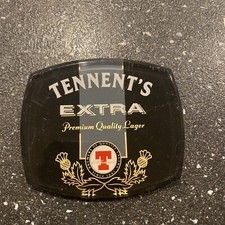 TENNENT'S
EXTRA
Premium Quality Lager
T